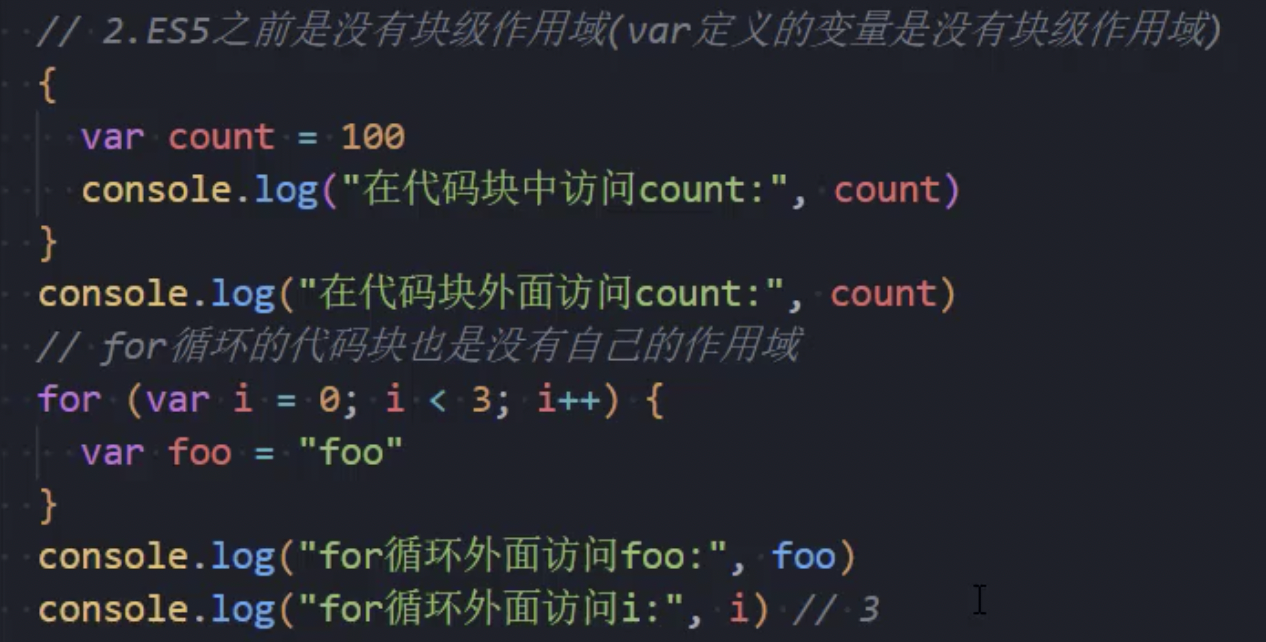 // 2.ES5之前是没有块级作用域(var定义的变量是没有块级作用域)
{
  var count = 100
  console.log("在代码块中访问count:", count)
}
console.log("在代码块外面访问count:", count)
// for循环的代码块也是没有自己的作用域
for (var i = 0; i < 3; i++) {
  var foo = "foo"
}
console.log("for循环外面访问foo:", foo)
console.log("for循环外面访问i:", i) // 3